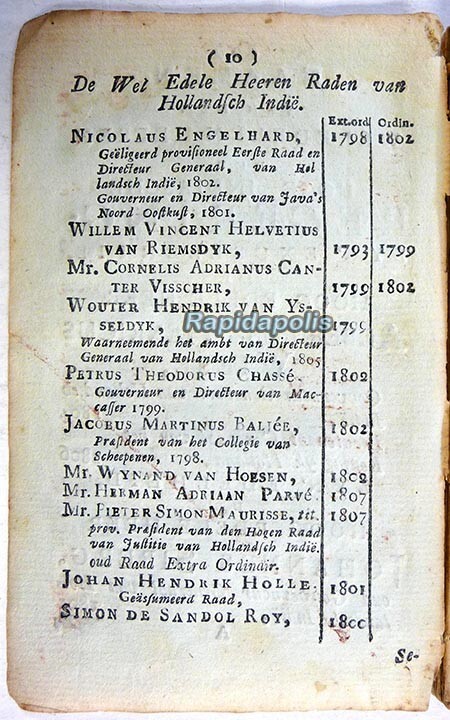 ( 10 )
De Wel Edele Heeren Raden van
Hollandſch Indië.
Ext.ord Ordin.
NICOLAUS ENGELHARD, 1798 1802
Geëligeerd proviſioneel Eerſte Raad en
Directeur Generaal, van Hol
landsch Indië, 1802.
Gouverneur en Directeur van Java's
Noord Ooſtkuſt, 1801.
WILLEM VINCENT HELVETIUS
VAN RIEMSDYK, 1793 1799
Mr. CORNELIS ADRIANUS CAN-
TER VISSCHER, 1799 1802
WOUTER HENDRIK VAN YS-
SELDYK, 1799
Rapidapolis
Waarneemende het ambt van Directeur
Generaal van Hollandſch Indië, 1805
PETRUS THEODORUS CHASSÉ. 1802
Gouverneur en Directeur van Mac-
caſſer 1799.
JACOBUS MARTINUS BALJÉE, 1802
Præſident van het Collegie van
Scheepenen, 1798.
Mr. WYNAND VAN HOESEN, 1802
Mr. HERMAN ADRIAAN PARVÉ. 1807
Mr. PIETER SIMON MAURISSE, tit. 1807
prov. Præſident van den Hogen Raad
van Juſtitie van Hollandſch Indië.
oud Raad Extra Ordinair.
JOHAN HENDRIK HOLLE. 1801
Geäsſumeerd Raad,
SIMON DE SANDOL ROY, 1800
Se-